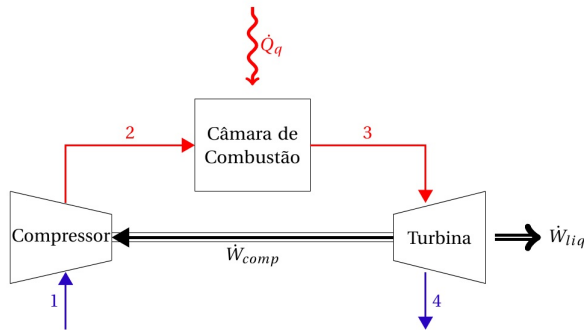 Q̇q
2
Câmara de
Combustão
3
Compressor
Turbina
Ẇliq
Ẇcomp
1
4